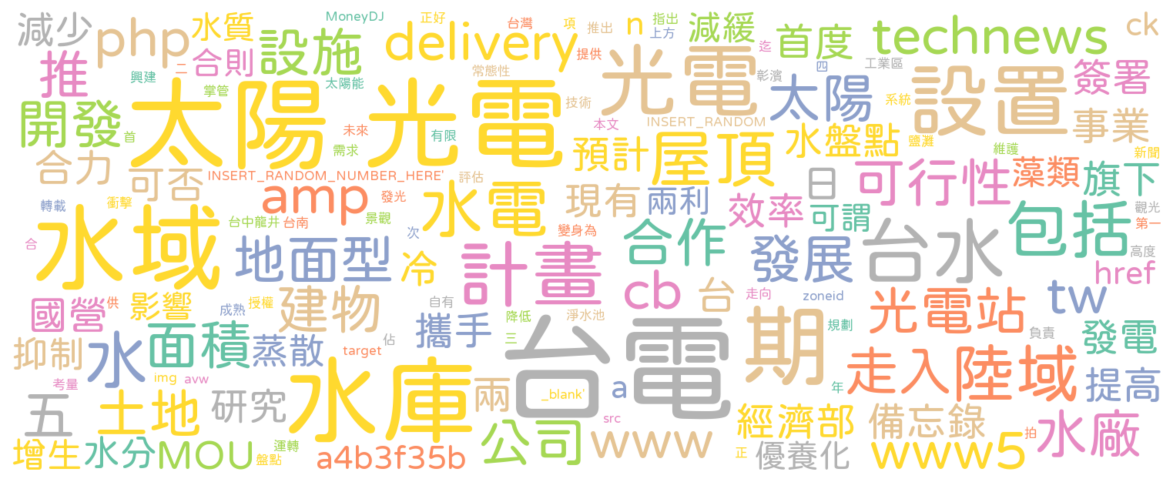 減少
php
水質
合則
設施
MoneyDJ
delivery
正好
台灣
項
推出
n
指出
上方
減緩
首度
technews
ck
推
二
興建
掌管
太陽能
常態性
提供
光電
迄
彰濱
四
工業區
簽署
開發
首
太陽
光電
技術
太陽
系統
設置
事業
未來
需求
有限
本文
INSERT_RANDOM
預計
屋頂
水盤點
鹽灘
維護
新聞
合力
可否
INSERT_RANDOM_NUMBER_HERE'
amp
發光
評估
水電
現有
兩利
效率
日
可謂
可行性
藻類
旗下
轉載
衝擊
台中龍井
台南
景觀
次
變身為
合作
觀光
第一
合
水域
地面型
冷
計畫
cb
台
發展
台水
包括
高度
href
國營
供
影響
成熟
授權
建物
自有
攜手
降低
淨水池
走向
zoneid
期
規劃
光電站
tw
負責
發電
抑制
水
面積
蒸散
target
佔
三
台電
年
走入
陸域
提高
考量
img
avw
水庫
兩
_blank'
a
src
五
土地
研究
公司
www
經濟部
備忘錄
拍
水廠
增生
水分
MOU
運轉
盤點
a4b3f35b
正
優養化
www5